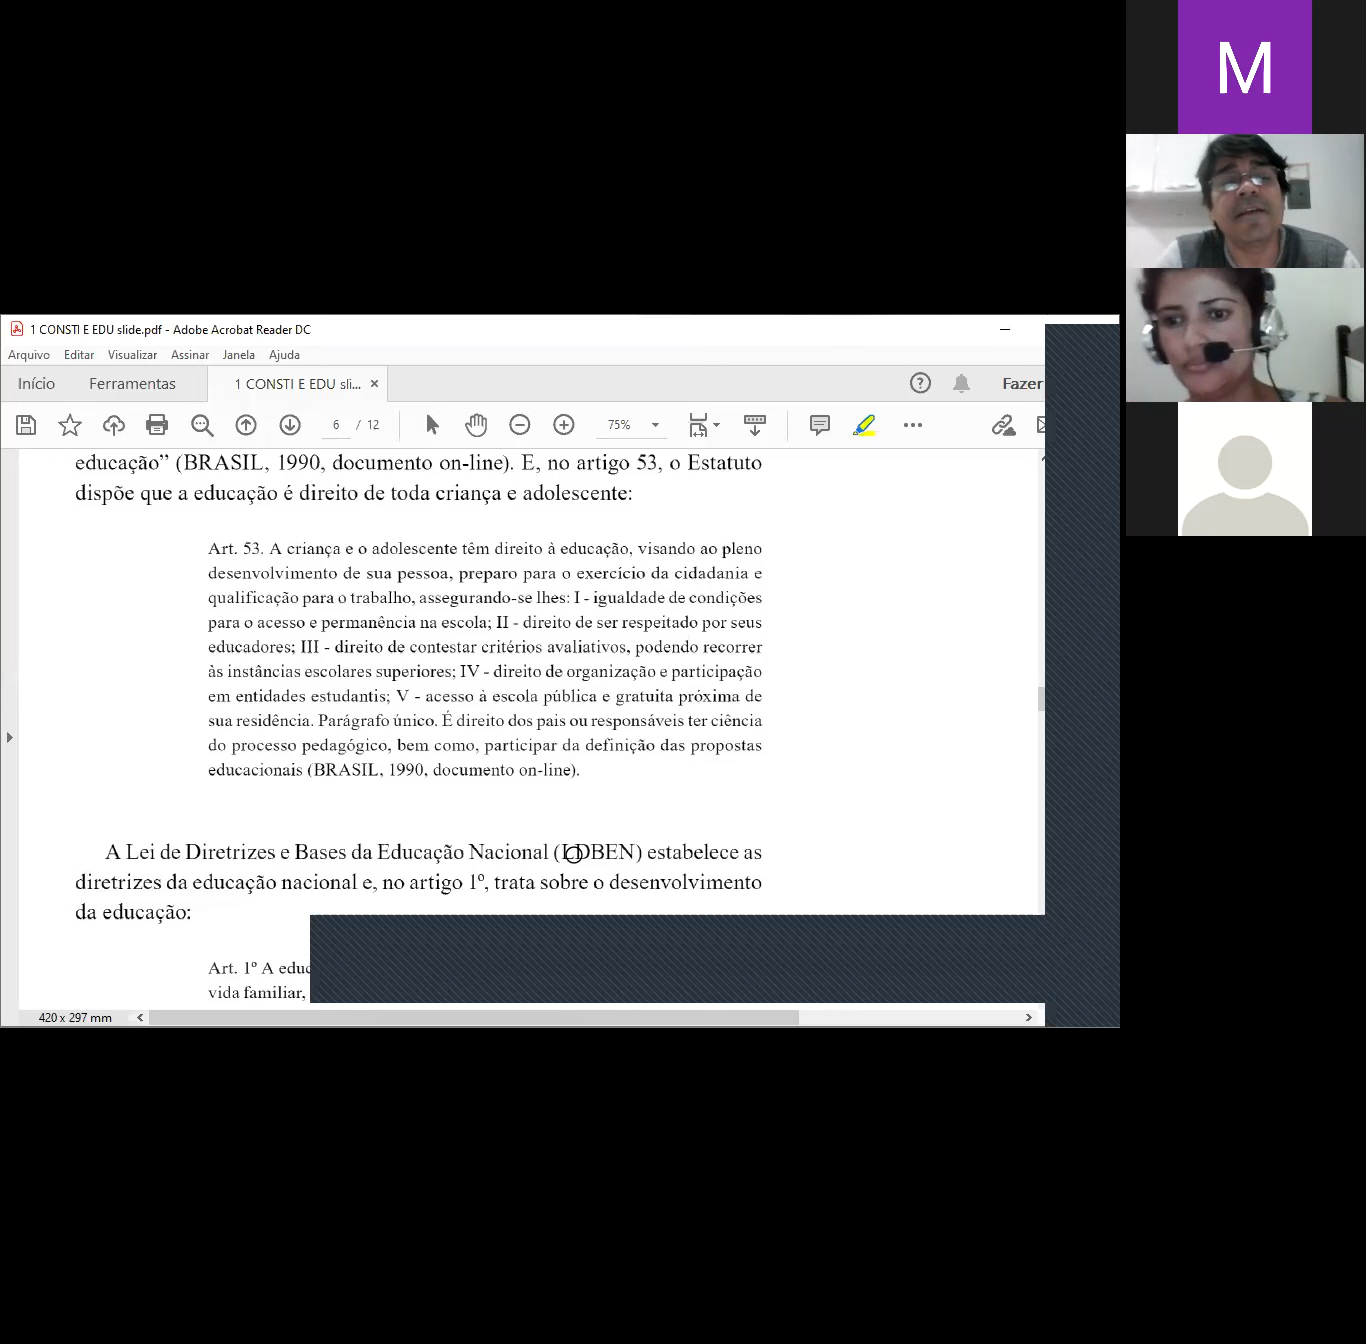 M
1 CONSTI E EDU slide.pdf - Adobe Acrobat Reader DC
Arquivo Editar Visualizar Assinar Janela Ajuda
Início Ferramentas 1 CONSTI E EDU sli... × Fazer
6 / 12 75%
educação” (BRASIL, 1990, documento on-line). E, no artigo 53, o Estatuto
dispõe que a educação é direito de toda criança e adolescente:
Art. 53. A criança e o adolescente têm direito à educação, visando ao pleno
desenvolvimento de sua pessoa, preparo para o exercício da cidadania e
qualificação para o trabalho, assegurando-se lhes: I - igualdade de condições
para o acesso e permanência na escola; II - direito de ser respeitado por seus
educadores; III - direito de contestar critérios avaliativos, podendo recorrer
às instâncias escolares superiores; IV - direito de organização e participação
em entidades estudantis; V - acesso à escola pública e gratuita próxima de
sua residência. Parágrafo único. É direito dos pais ou responsáveis ter ciência
do processo pedagógico, bem como, participar da definição das propostas
educacionais (BRASIL, 1990, documento on-line).
A Lei de Diretrizes e Bases da Educação Nacional (LDBEN) estabelece as
diretrizes da educação nacional e, no artigo 1º, trata sobre o desenvolvimento
da educação:
Art. 1º A educ
vida familiar,
420 x 297 mm